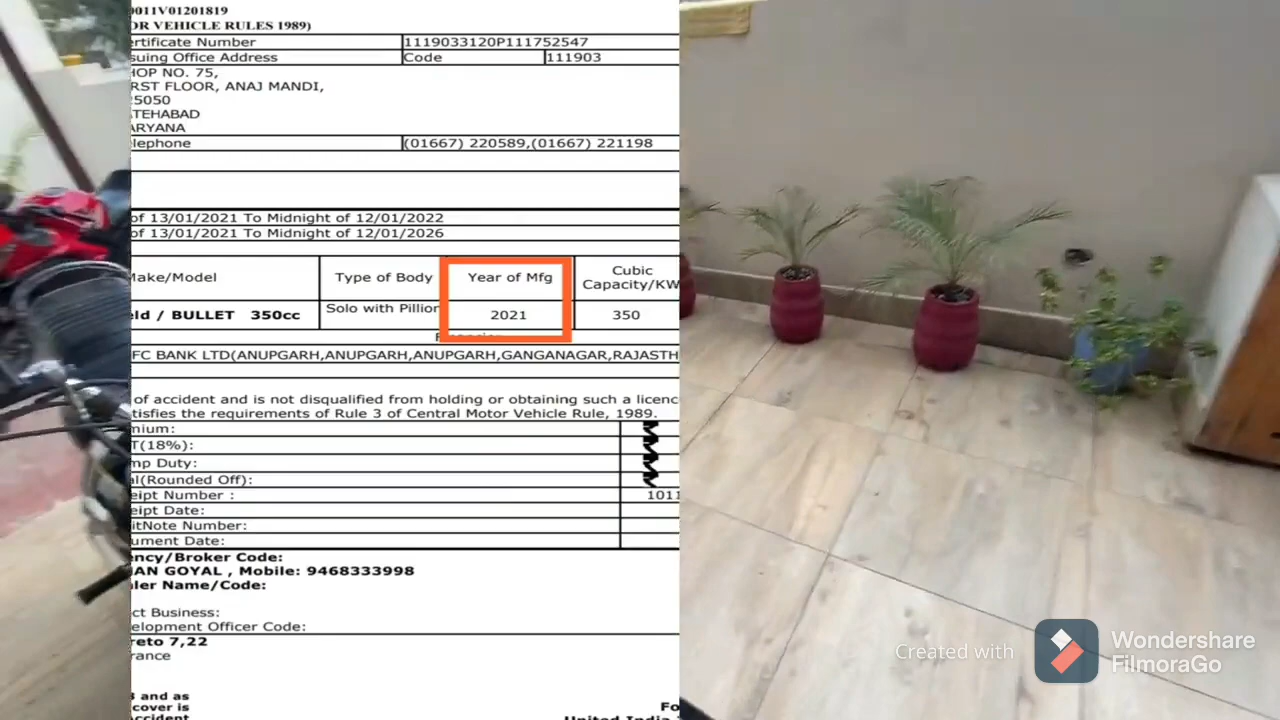 0011V01201819
OR VEHICLE RULES 1989)
ertificate Number 1119033120P111752547
suing Office Address Code 111903
HOP NO. 75,
RST FLOOR, ANAJ MANDI,
25050
ATEHABAD
ARYANA
lephone (01667) 220589,(01667) 221198
of 13/01/2021 To Midnight of 12/01/2022
of 13/01/2021 To Midnight of 12/01/2026
Make/Model Type of Body Year of Mfg Cubic Capacity/KW
eld / BULLET 350cc Solo with Pillion 2021 350
FC BANK LTD(ANUPGARH,ANUPGARH,ANUPGARH,GANGANAGAR,RAJASTH
of accident and is not disqualified from holding or obtaining such a licenc
tisfies the requirements of Rule 3 of Central Motor Vehicle Rule, 1989.
mium:
T(18%):
mp Duty:
al(Rounded Off):
eipt Number : 1011
eipt Date:
itNote Number:
ument Date:
ency/Broker Code:
AN GOYAL , Mobile: 9468333998
ler Name/Code:
ct Business:
elopment Officer Code:
reto 7,22
rance
3 and as
cover is
Accident
Fo
United India
Created with
Wondershare
FilmoraGo